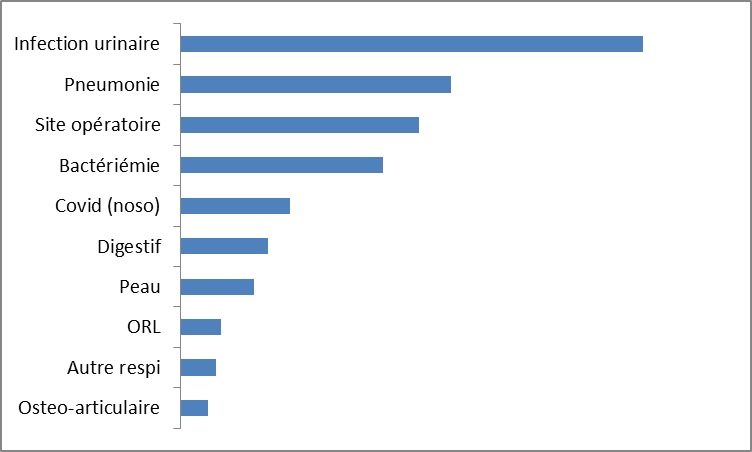 Infection urinaire
Pneumonie
Site opératoire
Bactériémie
Covid (noso)
Digestif
Peau
ORL
Autre respi
Osteo-articulaire